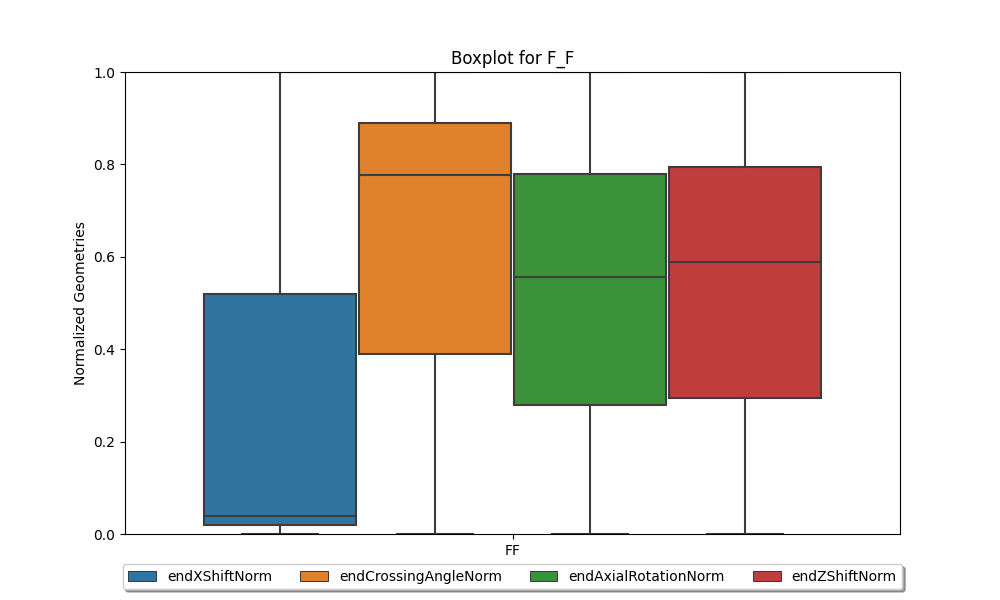 Boxplot for F_F
1.0
0.8
0.6
0.4
0.2
0.0
Normalized Geometries
FF
endXShiftNorm endCrossingAngleNorm endAxialRotationNorm endZShiftNorm